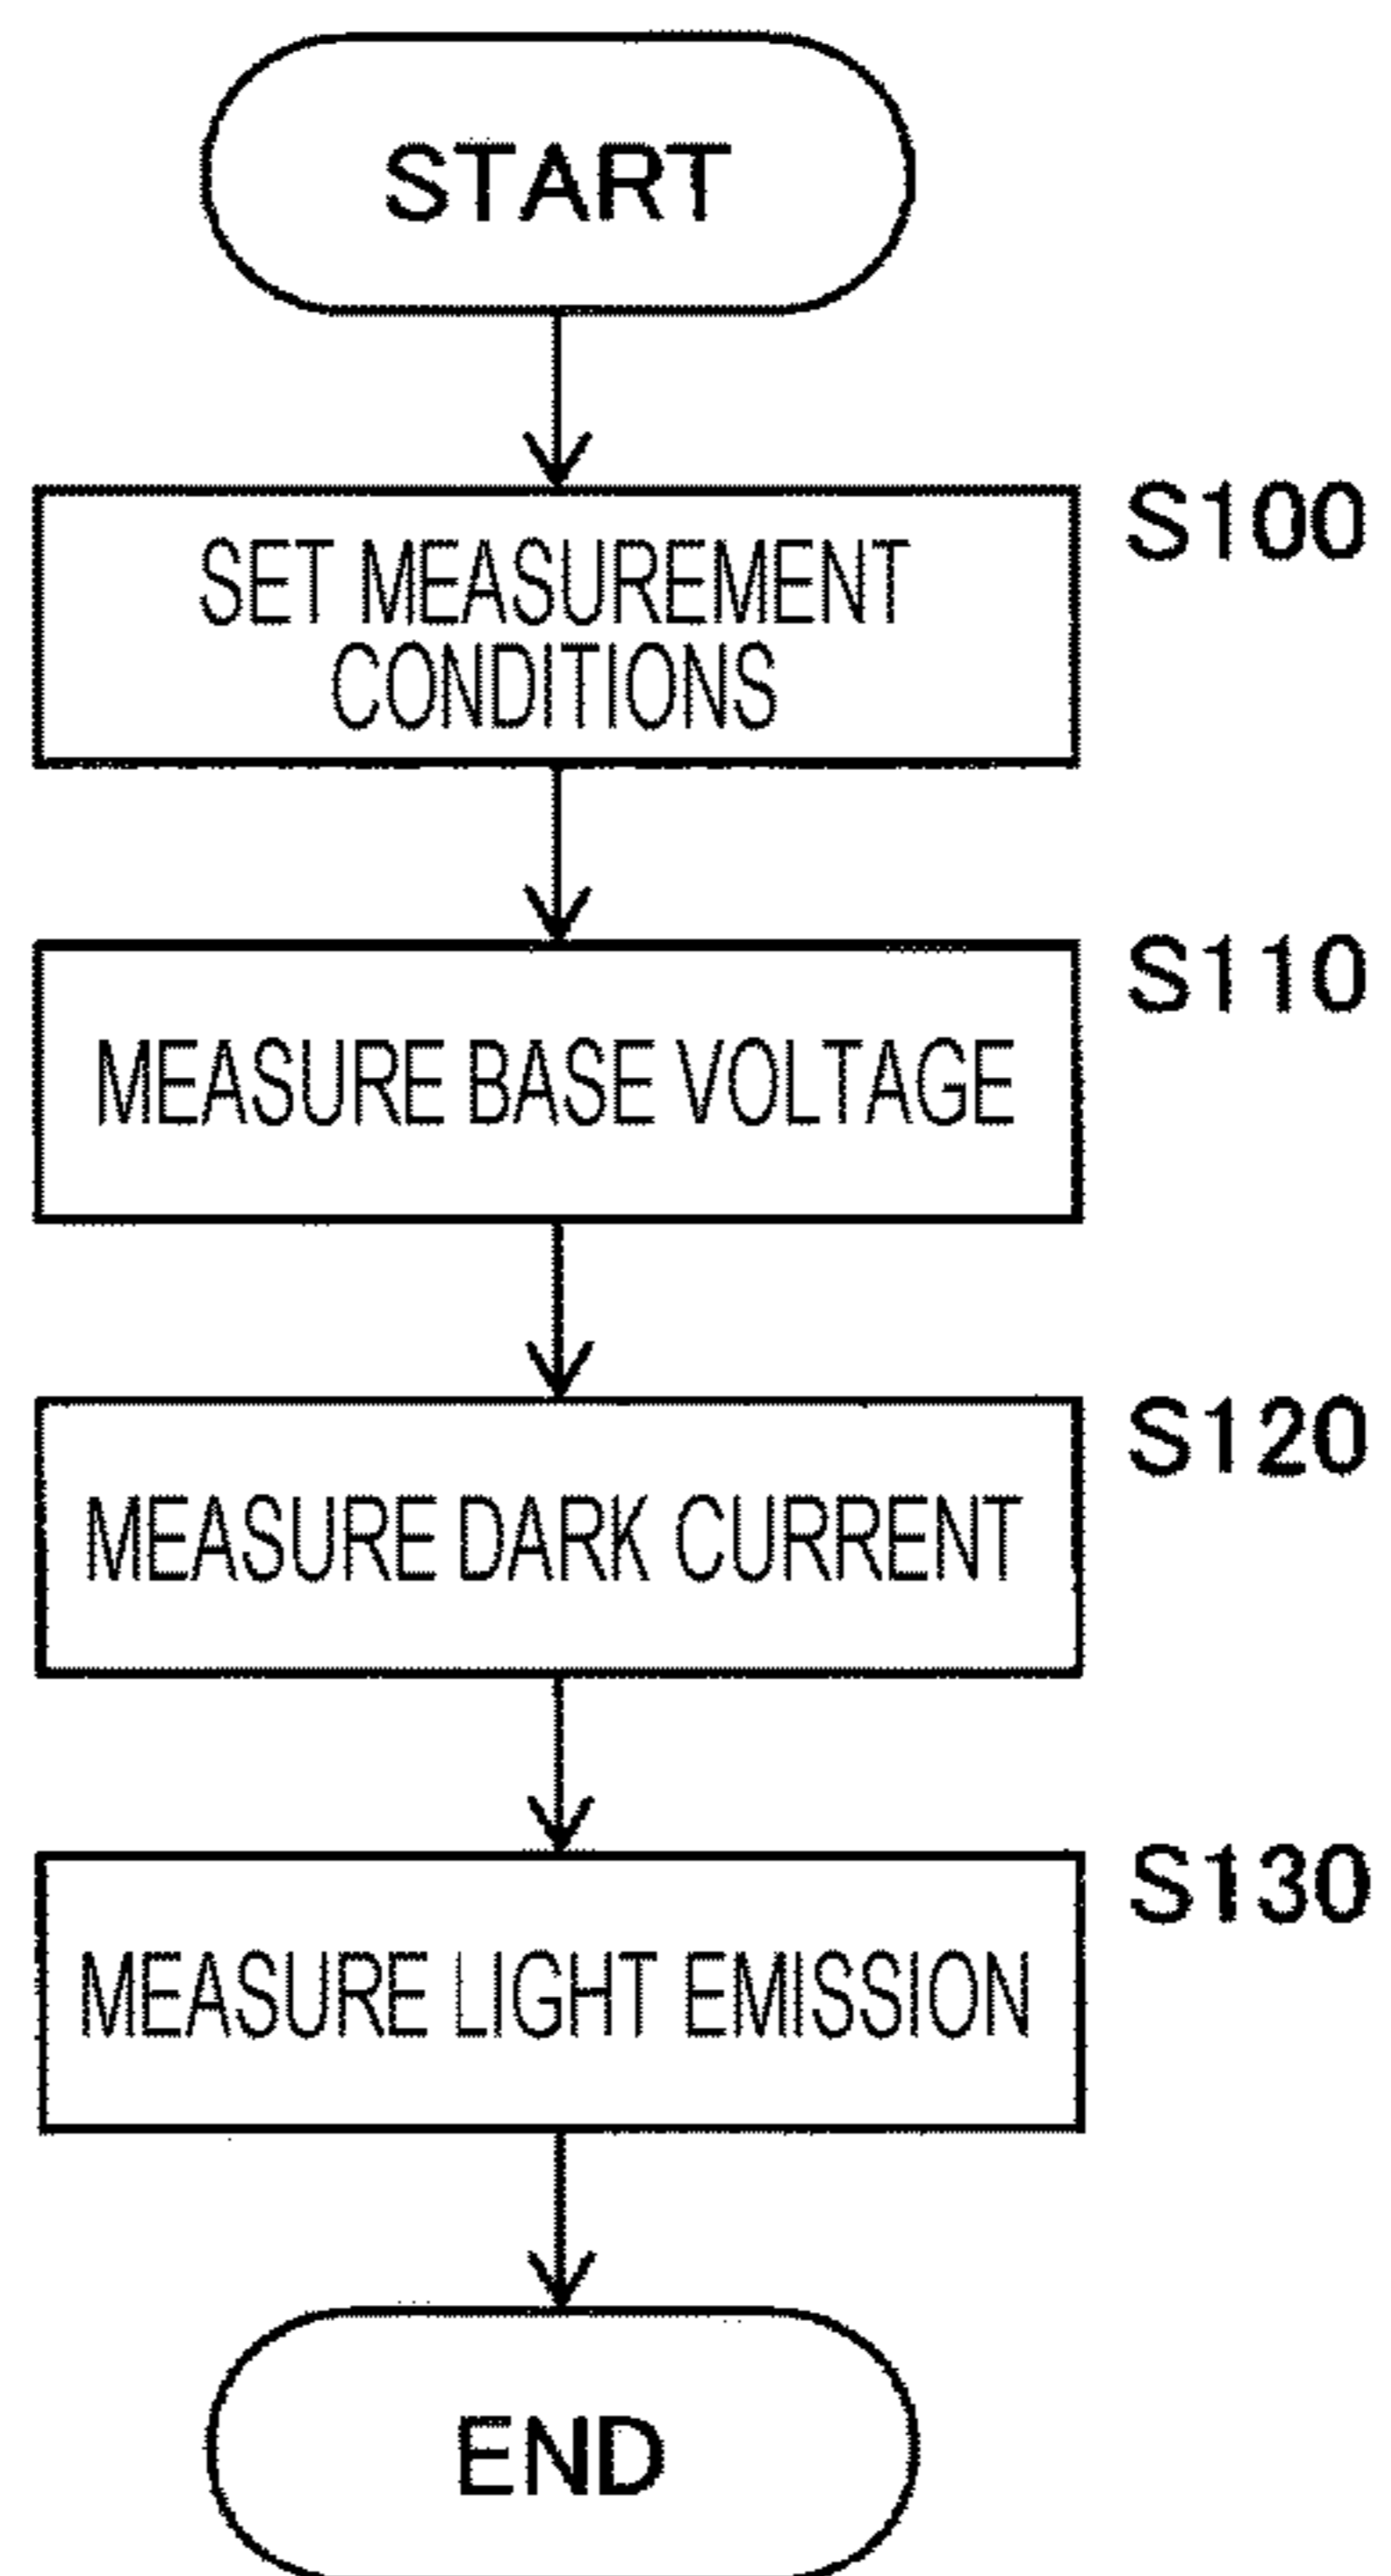 START
S100
SET MEASUREMENT
CONDITIONS
S110
MEASURE BASE VOLTAGE
S120
MEASURE DARK CURRENT
S130
MEASURE LIGHT EMISSION
END